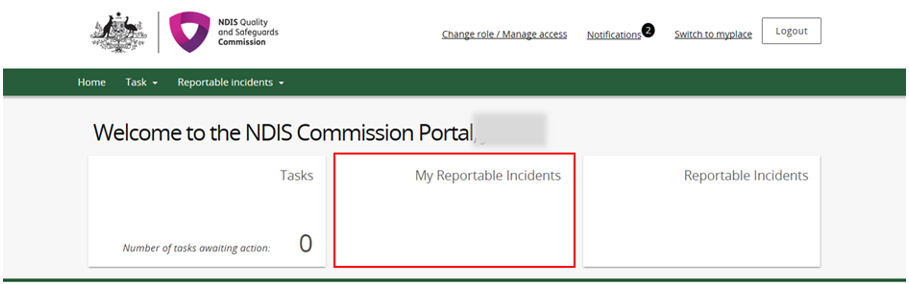 NDIS Quality
and Safeguards
Commission
Change role / Manage access
Notifications 2
Switch to myplace
Logout
Home
Task
Reportable incidents
Welcome to the NDIS Commission Portal,
Tasks
Number of tasks awaiting action: 0
My Reportable Incidents
Reportable Incidents